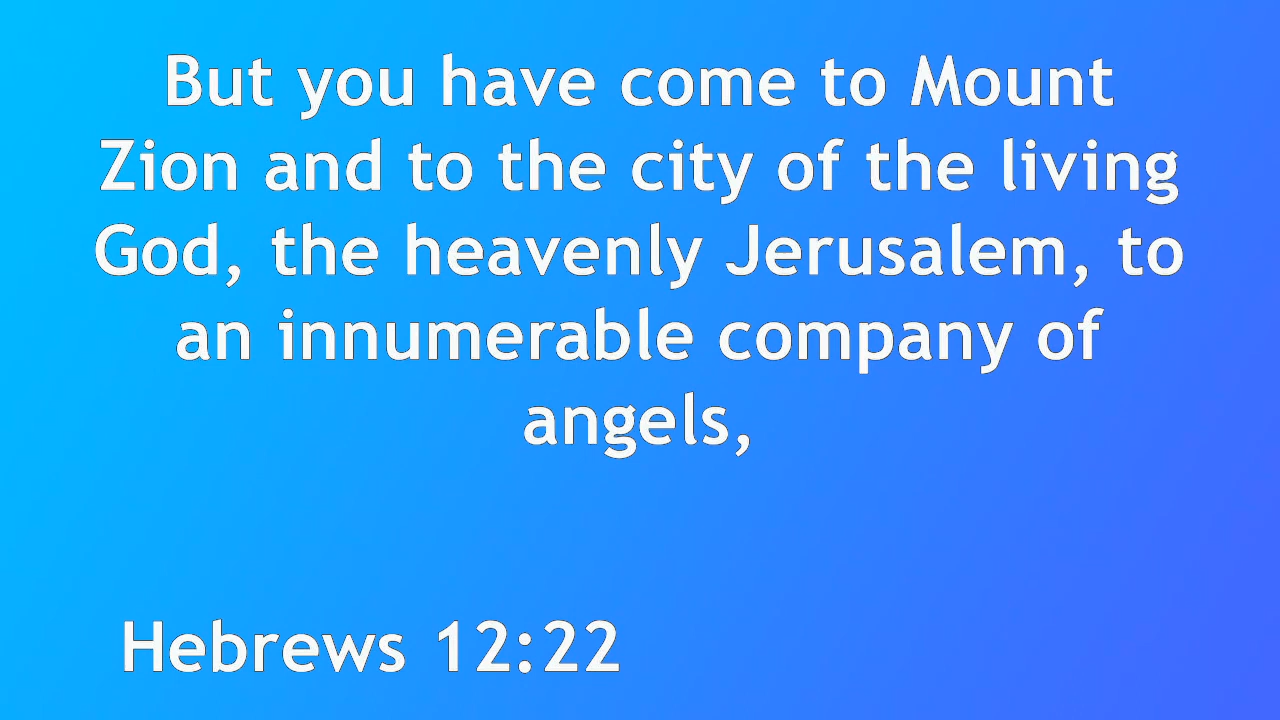 But you have come to Mount
Zion and to the city of the living
God, the heavenly Jerusalem, to
an innumerable company of
angels,
Hebrews 12:22